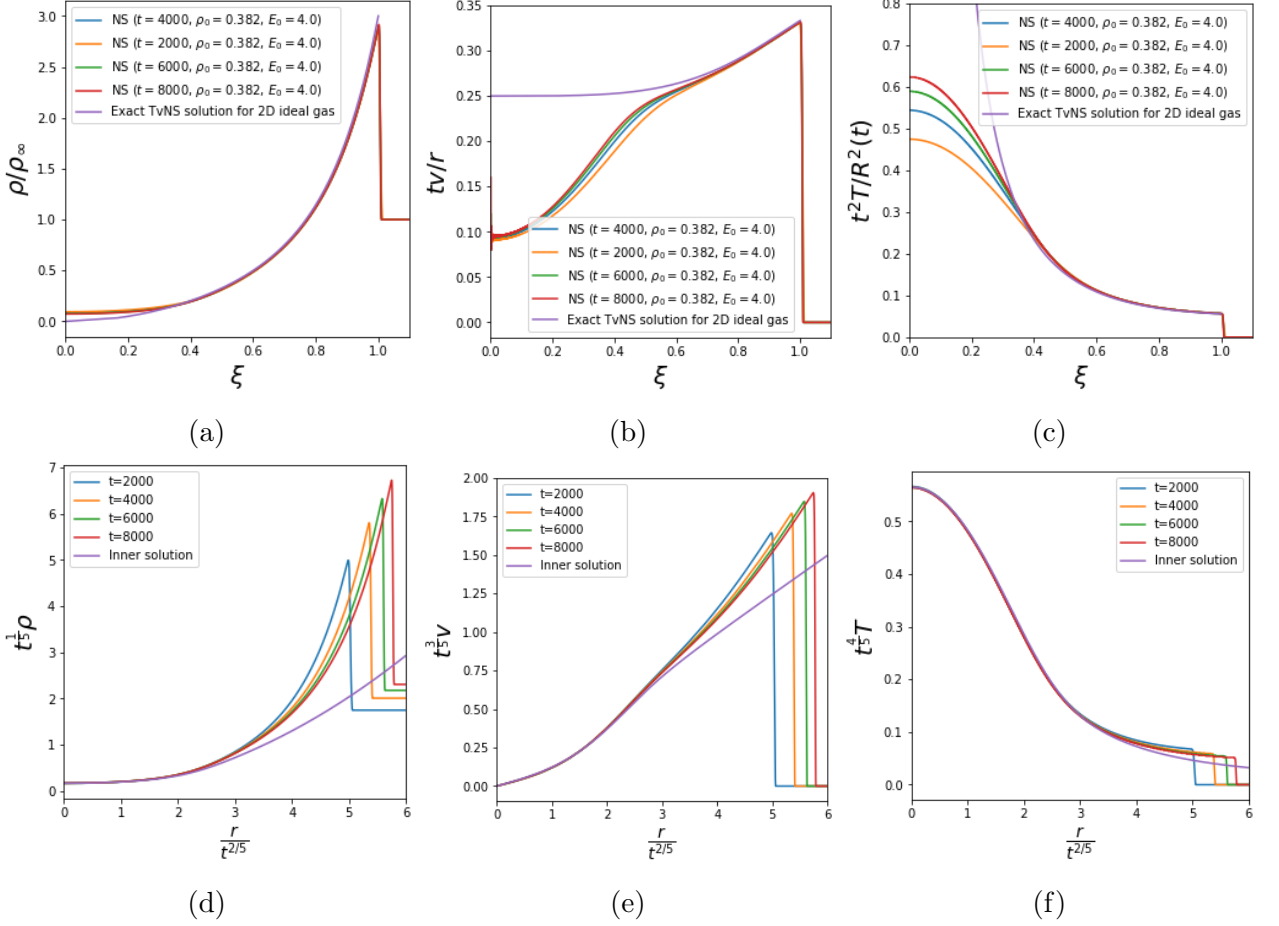 3.0
2.5
2.0
1.5
1.0
0.5
0.0
ρ/ρ∞
NS (t = 4000, ρ₀ = 0.382, E₀ = 4.0)
NS (t = 2000, ρ₀ = 0.382, E₀ = 4.0)
NS (t = 6000, ρ₀ = 0.382, E₀ = 4.0)
NS (t = 8000, ρ₀ = 0.382, E₀ = 4.0)
Exact TvNS solution for 2D ideal gas
0.0 0.2 0.4 0.6 0.8 1.0
ξ
(a)
0.35
0.30
0.25
0.20
0.15
0.10
0.05
0.00
tv/r
NS (t = 4000, ρ₀ = 0.382, E₀ = 4.0)
NS (t = 2000, ρ₀ = 0.382, E₀ = 4.0)
NS (t = 6000, ρ₀ = 0.382, E₀ = 4.0)
NS (t = 8000, ρ₀ = 0.382, E₀ = 4.0)
Exact TvNS solution for 2D ideal gas
0.0 0.2 0.4 0.6 0.8 1.0
ξ
(b)
0.8
0.7
0.6
0.5
0.4
0.3
0.2
0.1
0.0
t²T/R²(t)
NS (t = 4000, ρ₀ = 0.382, E₀ = 4.0)
NS (t = 2000, ρ₀ = 0.382, E₀ = 4.0)
NS (t = 6000, ρ₀ = 0.382, E₀ = 4.0)
NS (t = 8000, ρ₀ = 0.382, E₀ = 4.0)
Exact TvNS solution for 2D ideal gas
0.0 0.2 0.4 0.6 0.8 1.0
ξ
(c)
7
6
5
4
3
2
1
0
t^{1/5}ρ
t=2000
t=4000
t=6000
t=8000
Inner solution
0 1 2 3 4 5 6
r/t^{2/5}
(d)
2.00
1.75
1.50
1.25
1.00
0.75
0.50
0.25
0.00
t^{3/5}v
t=2000
t=4000
t=6000
t=8000
Inner solution
0 1 2 3 4 5 6
r/t^{2/5}
(e)
0.5
0.4
0.3
0.2
0.1
0.0
t^{4/5}T
t=2000
t=4000
t=6000
t=8000
Inner solution
0 1 2 3 4 5 6
r/t^{2/5}
(f)